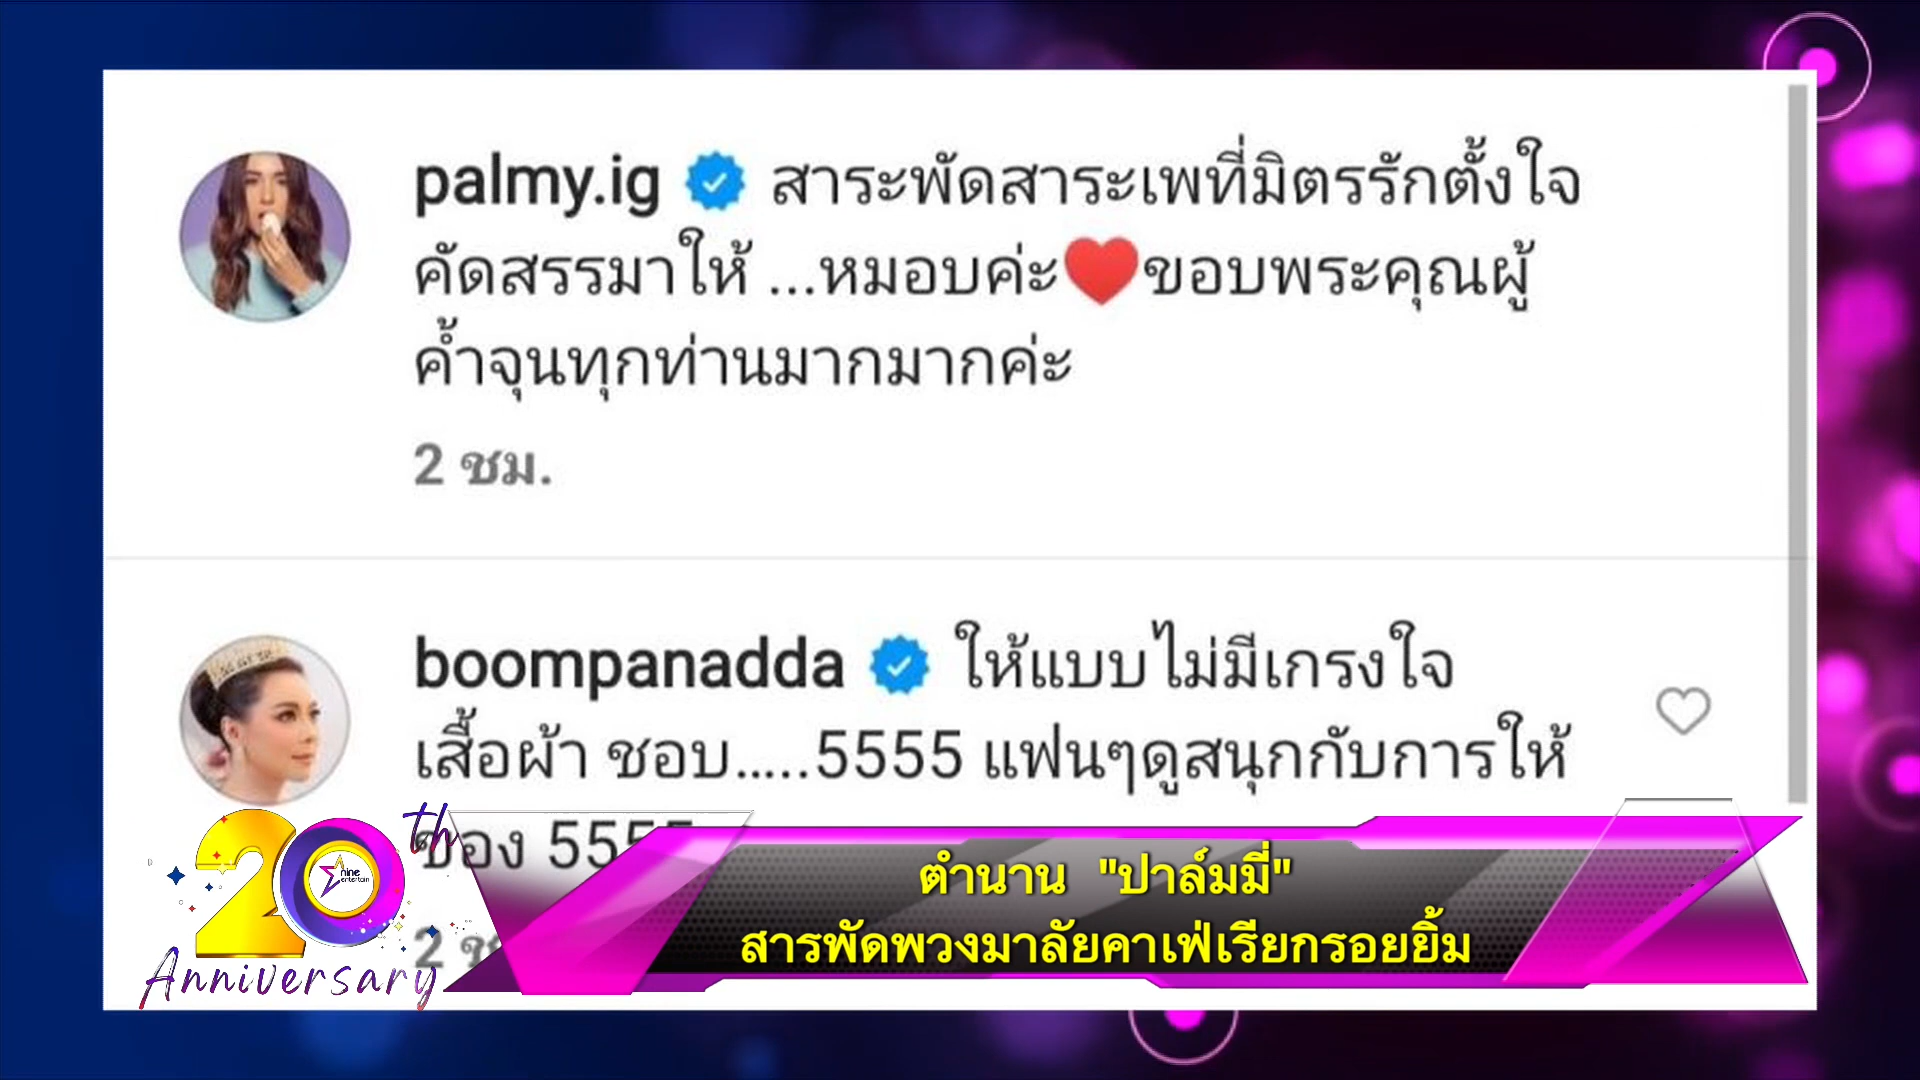 palmy.ig สาระพัดสาระเพที่มิตรรักตั้งใจ
คัดสรรมาให้ ...หมอบค่ะ❤️ขอบพระคุณผู้
ค้ำจุนทุกท่านมากมากค่ะ
2 ชม.
boompanadda ให้แบบไม่มีเกรงใจ
เสื้อผ้า ชอบ.....5555 แฟนๆดูสนุกกับการให้
ของ 5555
20th
nine
entertain
Anniversary
ตำนาน "ปาล์มมี่"
สารพัดพวงมาลัยคาเฟ่เรียกรอยยิ้ม